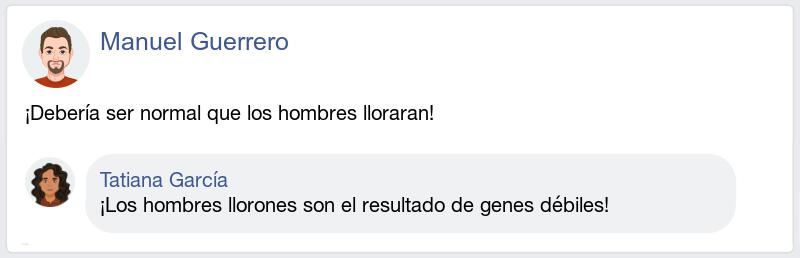 Manuel Guerrero
¡Debería ser normal que los hombres lloraran!
Tatiana García
¡Los hombres llorones son el resultado de genes débiles!